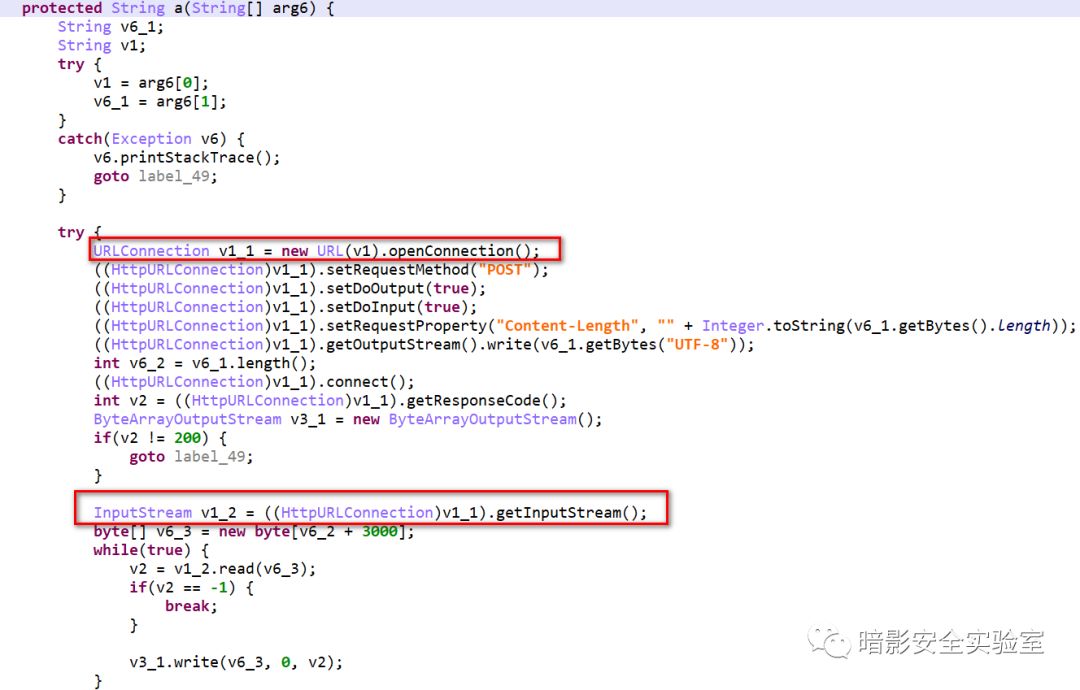 protected String a(String[] arg6) {
String v6_1;
String v1;
try {
v1 = arg6[0];
v6_1 = arg6[1];
}
catch(Exception v6) {
v6.printStackTrace();
goto label_49;
}
try {
URLConnection v1_1 = new URL(v1).openConnection();
((HttpURLConnection)v1_1).setRequestMethod("POST");
((HttpURLConnection)v1_1).setDoOutput(true);
((HttpURLConnection)v1_1).setDoInput(true);
((HttpURLConnection)v1_1).setRequestProperty("Content-Length", "" + Integer.toString(v6_1.getBytes().length));
((HttpURLConnection)v1_1).getOutputStream().write(v6_1.getBytes("UTF-8"));
int v6_2 = v6_1.length();
((HttpURLConnection)v1_1).connect();
int v2 = ((HttpURLConnection)v1_1).getResponseCode();
ByteArrayOutputStream v3_1 = new ByteArrayOutputStream();
if(v2 != 200) {
goto label_49;
}
InputStream v1_2 = ((HttpURLConnection)v1_1).getInputStream();
byte[] v6_3 = new byte[v6_2 + 3000];
while(true) {
v2 = v1_2.read(v6_3);
if(v2 == -1) {
break;
}
v3_1.write(v6_3, 0, v2);
}
暗影安全实验室